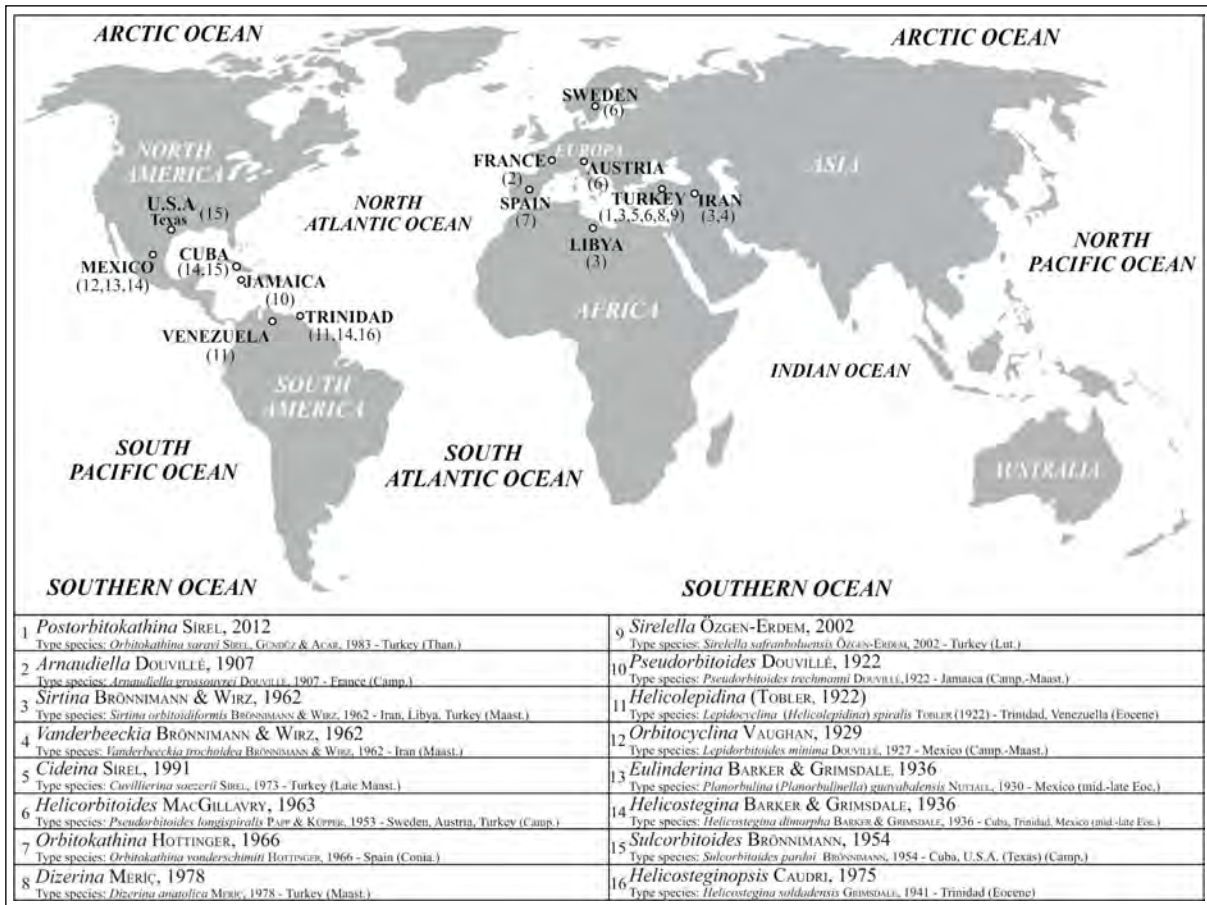 ARCTIC OCEAN
ARCTIC OCEAN
SWEDEN
(6)
NORTH
AMERICA
EUROPA
ASIA
FRANCE
(2)
AUSTRIA
(6)
SPAIN
(7)
TURKEY
(1,3,5,6,8,9)
IRAN
(3,4)
LIBYA
(3)
U.S.A
Texas
(15)
NORTH
ATLANTIC OCEAN
NORTH
PACIFIC OCEAN
MEXICO
(12,13,14)
CUBA
(14,15)
JAMAICA
(10)
TRINIDAD
(11,14,16)
VENEZUELA
(11)
AFRICA
INDIAN OCEAN
SOUTH
AMERICA
SOUTH
PACIFIC OCEAN
SOUTH
ATLANTIC OCEAN
AUSTRALIA
SOUTHERN OCEAN
SOUTHERN OCEAN
1 Postorbitokathina SİREL, 2012
Type species: Orbitokathina sarayi SİREL, GÜNDÜZ & ACAR, 1983 - Turkey (Than.)
2 Arnaudiella DOUVILLÉ, 1907
Type species: Arnaudiella grossouvrei DOUVILLÉ, 1907 - France (Camp.)
3 Sirtina BRÖNNIMANN & WIRZ, 1962
Type species: Sirtina orbitoidiformis BRÖNNIMANN & WIRZ, 1962 - Iran, Libya, Turkey (Maast.)
4 Vanderbeeckia BRÖNNIMANN & WIRZ, 1962
Type speces: Vanderbeeckia trochoidea BRÖNNIMANN & WIRZ, 1962 - Iran (Maast.)
5 Cideina SİREL, 1991
Type species: Cuvillierina soezerii SİREL, 1973 - Turkey (Late Maast.)
6 Helicorbitoides MACGILLAVRY, 1963
Type species: Pseudorbitoides longispiralis PAPP & KÜPPER, 1953 - Sweden, Austria, Turkey (Camp.)
7 Orbitokathina HOTTINGER, 1966
Type species: Orbitokathina vonderschimiti HOTTINGER, 1966 - Spain (Conia.)
8 Dizerina MERİÇ, 1978
Type species: Dizerina anatolica MERİÇ, 1978 - Turkey (Maast.)
9 Sirelella ÖZGEN-ERDEM, 2002
Type species: Sirelella safranboluensis ÖZGEN-ERDEM, 2002 - Turkey (Lut.)
10 Pseudorbitoides DOUVILLÉ, 1922
Type species: Pseudorbitoides trechmanni DOUVILLÉ,1922 - Jamaica (Camp.-Maast.)
11 Helicolepidina (TOBLER, 1922)
Type species: Lepidocyclina (Helicolepidina) spiralis TOBLER (1922) - Trinidad, Venezuella (Eocene)
12 Orbitocyclina VAUGHAN, 1929
Type species: Lepidorbitoides minima DOUVILLÉ, 1927 - Mexico (Camp.-Maast.)
13 Eulinderina BARKER & GRIMSDALE, 1936
Type species: Planorbulina (Planorbulinella) guayabalensis NUTTALL, 1930 - Mexico (mid.-late Eoc.)
14 Helicostegina BARKER & GRIMSDALE, 1936
Type species: Helicostegina dimorpha BARKER & GRIMSDALE, 1936 - Cuba, Trinidad, Mexico (mid.-late Eoc.)
15 Sulcorbitoides BRÖNNIMANN, 1954
Type species: Sulcorbitoides pardoi BRÖNNIMANN, 1954 - Cuba, U.S.A. (Texas) (Camp.)
16 Helicosteginopsis CAUDRI, 1975
Type species: Helicostegina soldadensis GRIMSDALE, 1941 - Trinidad (Eocene)